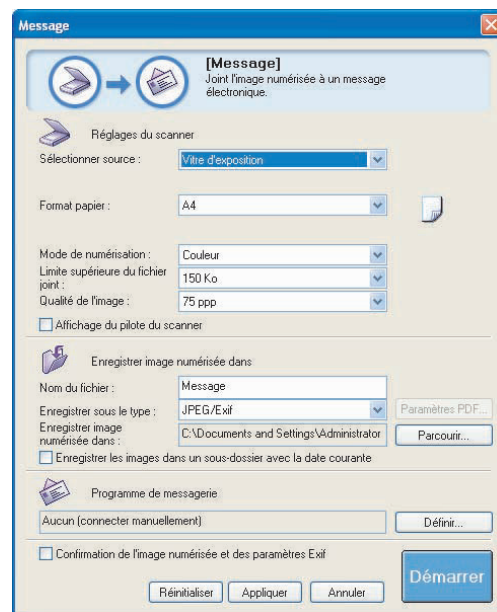 Message
[Message]
Joint l'image numérisée à un message
électronique.
Réglages du scanner
Sélectionner source :
Vitre d'exposition
Format papier :
A4
Mode de numérisation :
Couleur
Limite supérieure du fichier
joint :
150 Ko
Qualité de l'image :
75 ppp
Affichage du pilote du scanner
Enregistrer image numérisée dans
Nom du fichier :
Message
Enregistrer sous le type :
JPEG/Exif
Paramètres PDF...
Enregistrer image
numérisée dans :
C:\Documents and Settings\Administrator
Parcourir...
Enregistrer les images dans un sous-dossier avec la date courante
Programme de messagerie
Aucun (connecter manuellement)
Définir...
Confirmation de l'image numérisée et des paramètres Exif
Démarrer
Réinitialiser
Appliquer
Annuler